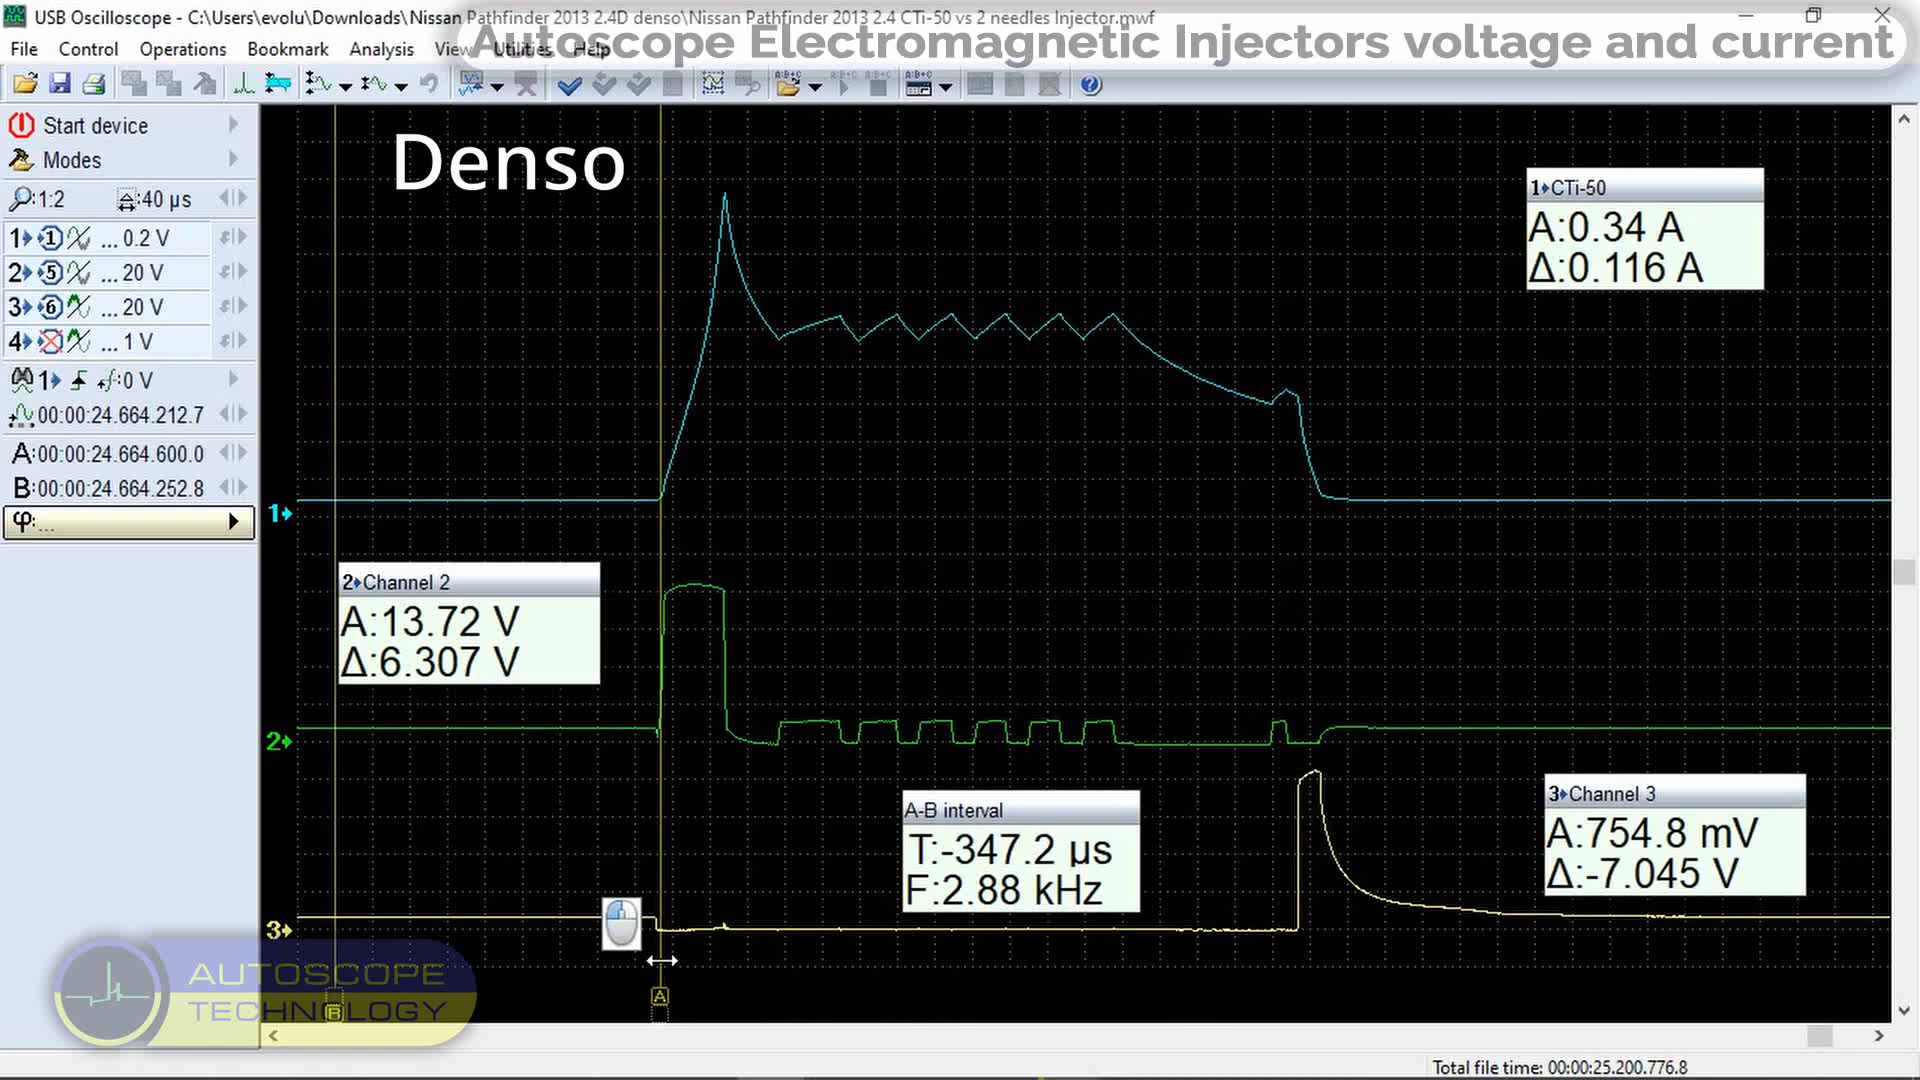 USB Oscilloscope - C:\Users\evolu\Downloads\Nissan Pathfinder 2013 2.4D denso\Nissan Pathfinder 2013 2.4 CTi-50 vs 2 needles Injector.mwf
File Control Operations Bookmark Analysis View Utilities Help
Autoscope Electromagnetic Injectors voltage and current
A:B+C A:B+C A:B+C A:B+C
Start device
Modes
:1:2 :40 µs
1 1 ... 0.2 V
2 5 ... 20 V
3 6 ... 20 V
4 ... 1 V
1 f:0 V
:00:00:24.664.212.7
A:00:00:24.664.600.0
B:00:00:24.664.252.8
φ:...
Denso
1 CTi-50
A:0.34 A
Δ:0.116 A
1
2 Channel 2
A:13.72 V
Δ:6.307 V
2
A-B interval
T:-347.2 µs
F:2.88 kHz
3 Channel 3
A:754.8 mV
Δ:-7.045 V
3
AUTOSCOPE
TECHNOLOGY
B
A
Total file time: 00:00:25.200.776.8